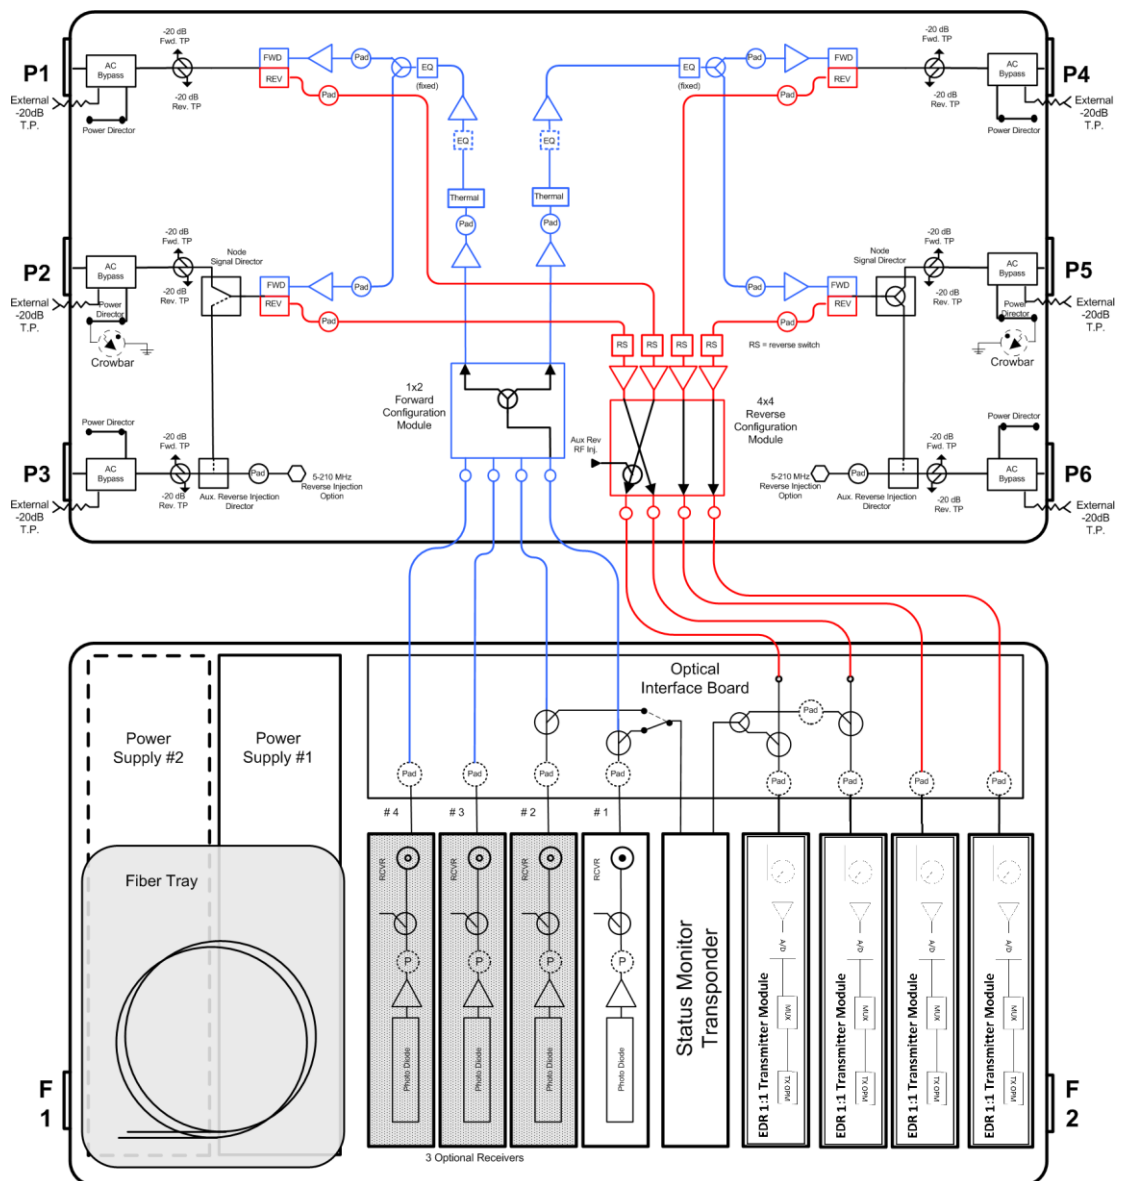 -20 dB
Fwd. TP
P1
AC
Bypass
-20 dB
Rev. TP
External
-20dB
T.P.
Power Director
FWD
REV
Pad
Pad
EQ
(fixed)
EQ
Thermal
Pad
EQ
(fixed)
EQ
Thermal
Pad
Pad
Pad
FWD
REV
-20 dB
Fwd. TP
-20 dB
Rev. TP
AC
Bypass
P4
External
-20dB
T.P.
Power Director
P2
AC
Bypass
-20 dB
Fwd. TP
-20 dB
Rev. TP
Node
Signal Director
External
-20dB
T.P.
Power
Director
Crowbar
FWD
REV
Pad
Pad
Pad
Pad
FWD
REV
Node
Signal Director
-20 dB
Fwd. TP
-20 dB
Rev. TP
AC
Bypass
P5
Power
Director
External
-20dB
T.P.
Crowbar
RS
RS
RS
RS
RS = reverse switch
1x2
Forward
Configuration
Module
4x4
Reverse
Configuration
Module
Aux Rev
RF Inj.
Power Director
P3
AC
Bypass
-20 dB
Fwd. TP
-20 dB
Rev. TP
External
-20dB
T.P.
Pad
Aux. Reverse Injection
Director
5-210 MHz
Reverse Injection
Option
5-210 MHz
Reverse Injection
Option
Pad
Aux. Reverse Injection
Director
-20 dB
Fwd. TP
-20 dB
Rev. TP
Power Director
AC
Bypass
P6
External
-20dB
T.P.
Power
Supply #2
Power
Supply #1
Optical
Interface Board
Pad
Pad
Pad
Pad
Pad
Pad
Pad
Pad
Pad
# 4
# 3
# 2
# 1
Fiber Tray
RCVR
P
Photo Diode
RCVR
P
Photo Diode
RCVR
P
Photo Diode
RCVR
P
Photo Diode
Status Monitor
Transponder
EDR 1:1 Transmitter Module
A/D
MUX
TX OPM
EDR 1:1 Transmitter Module
A/D
MUX
TX OPM
EDR 1:1 Transmitter Module
A/D
MUX
TX OPM
EDR 1:1 Transmitter Module
A/D
MUX
TX OPM
F
1
F
2
3 Optional Receivers